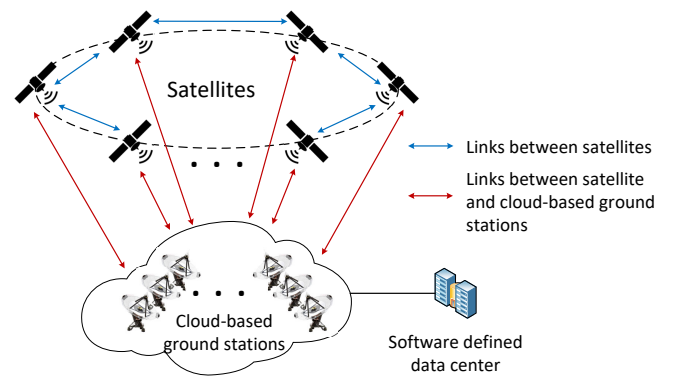 Satellites
Links between satellites
Links between satellite
and cloud-based ground
stations
Cloud-based
ground stations
Software defined
data center